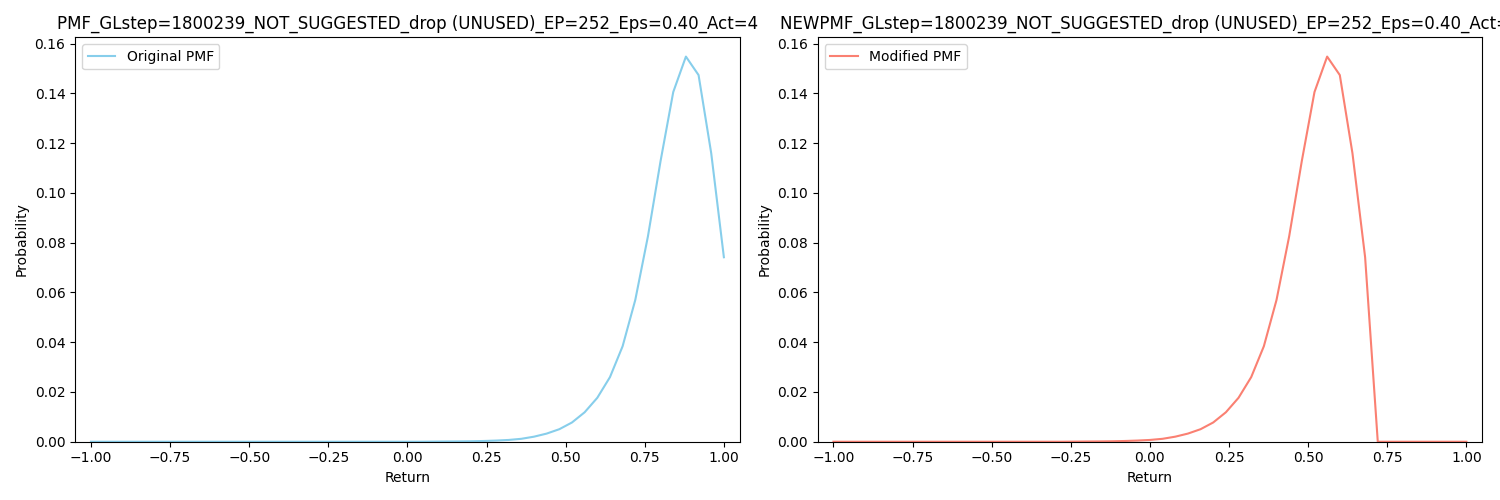 PMF_GLstep=1800239_NOT_SUGGESTED_drop (UNUSED)_EP=252_Eps=0.40_Act=4
Original PMF
0.16
0.14
0.12
0.10
0.08
0.06
0.04
0.02
0.00
Probability
−1.00 −0.75 −0.50 −0.25 0.00 0.25 0.50 0.75 1.00
Return
NEWPMF_GLstep=1800239_NOT_SUGGESTED_drop (UNUSED)_EP=252_Eps=0.40_Act=
Modified PMF
0.16
0.14
0.12
0.10
0.08
0.06
0.04
0.02
0.00
Probability
−1.00 −0.75 −0.50 −0.25 0.00 0.25 0.50 0.75 1.00
Return